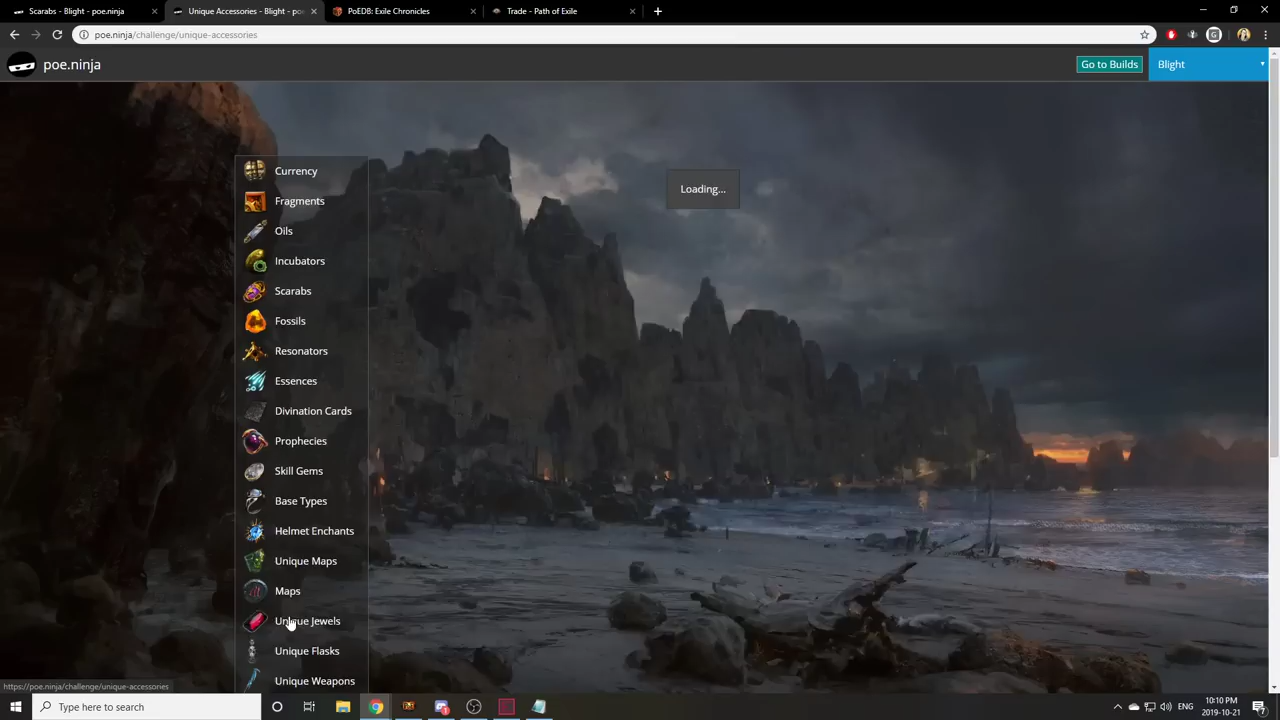 Scarabs - Blight - poe.ninja
Unique Accessories - Blight - po
PoEDB: Exile Chronicles
Trade - Path of Exile
poe.ninja/challenge/unique-accessories
poe.ninja
Go to Builds
Blight
Loading...
Currency
Fragments
Oils
Incubators
Scarabs
Fossils
Resonators
Essences
Divination Cards
Prophecies
Skill Gems
Base Types
Helmet Enchants
Unique Maps
Maps
Unique Jewels
Unique Flasks
Unique Weapons
https://poe.ninja/challenge/unique-accessories
Type here to search
ENG
10:10 PM
2019-10-21